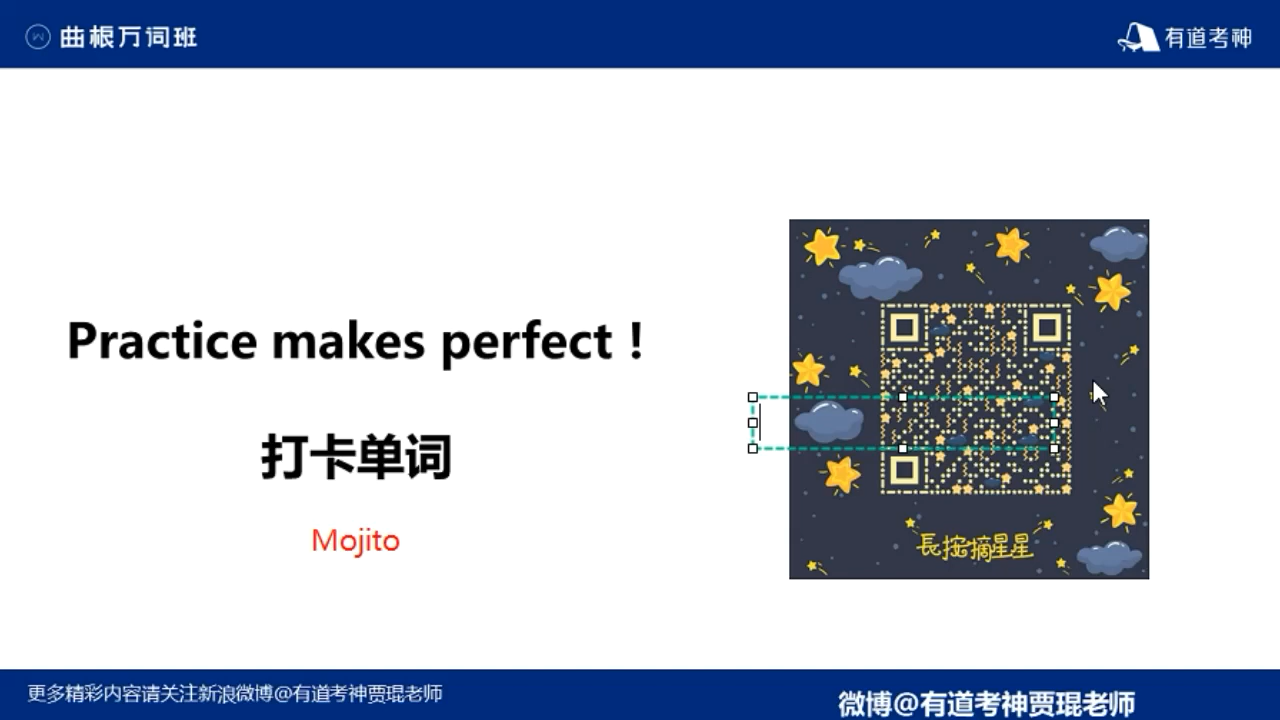 曲根万词班
有道考神
Practice makes perfect !
打卡单词
Mojito
長按摘星星
更多精彩内容请关注新浪微博@有道考神贾琨老师
微博@有道考神贾琨老师